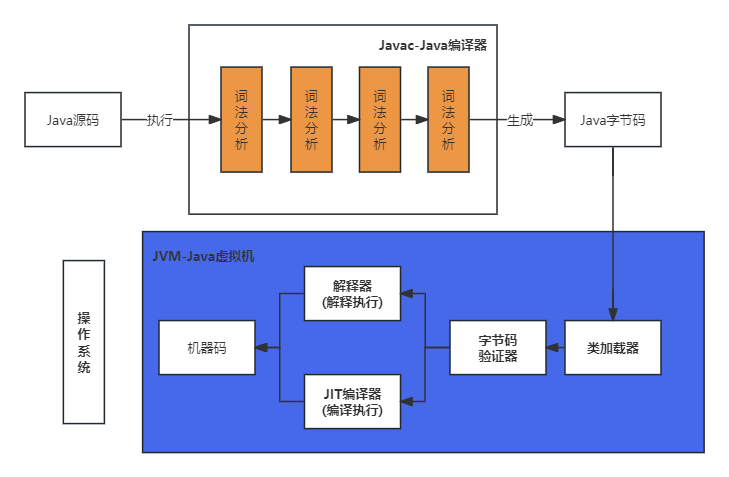 Javac-Java编译器
Java源码
执行
词法分析
词法分析
词法分析
词法分析
生成
Java字节码
JVM-Java虚拟机
操作系统
机器码
解释器
(解释执行)
JIT编译器
(编译执行)
字节码
验证器
类加载器